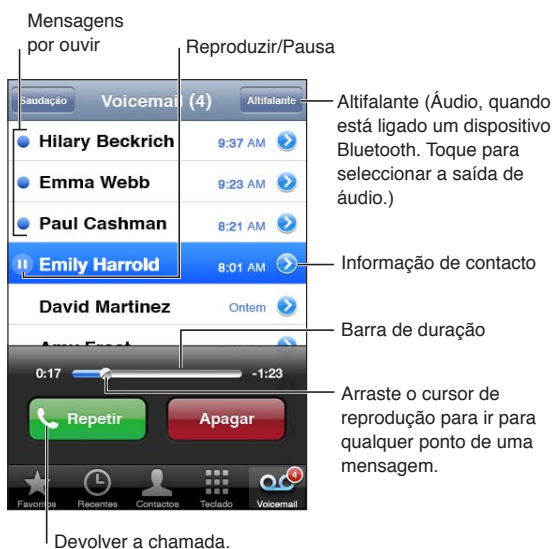 Mensagens
por ouvir
Reproduzir/Pausa
Saudação
Voicemail (4)
Altifalante
Altifalante (Áudio, quando
está ligado um dispositivo
Bluetooth. Toque para
seleccionar a saída de
áudio.)
Hilary Beckrich 9:37 AM
Emma Webb 9:23 AM
Paul Cashman 8:21 AM
Emily Harrold 8:01 AM
Informação de contacto
David Martinez Ontem
Amy Frost
Barra de duração
0:17 -1:23
Arraste o cursor de
reprodução para ir para
qualquer ponto de uma
mensagem.
Repetir Apagar
4
Favoritos Recentes Contactos Teclado Voicemail
Devolver a chamada.